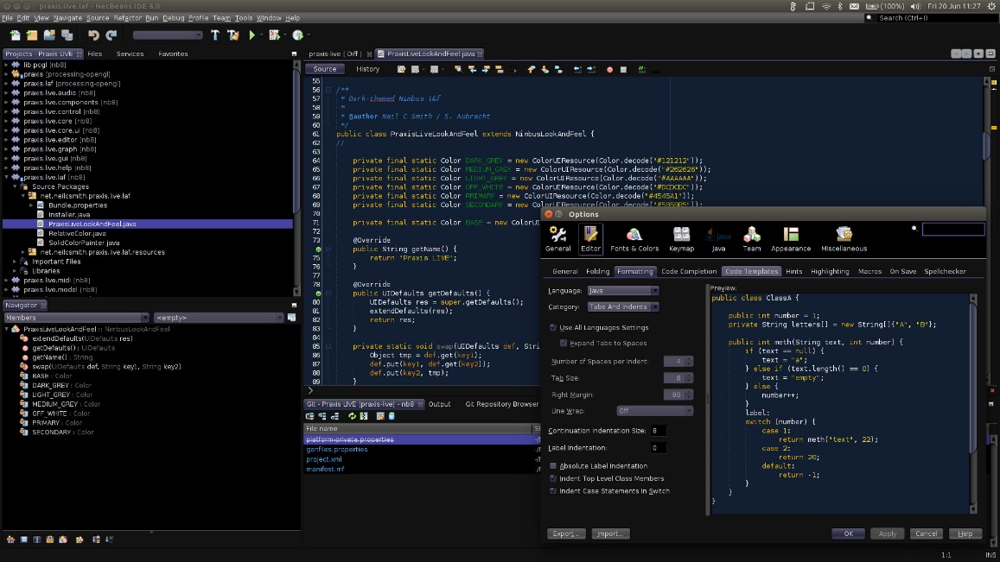 praxis.live.laf - NetBeans IDE 8.0
(100%) Fri 20 Jun 11:27
File Edit View Navigate Source Refactor Run Debug Profile Team Tools Window Help
Search (Ctrl+I)
Projects - Praxis LIVE Files Services Favorites
lib.pcgl [nb8]
praxis [processing-opengl]
praxis.laf [processing-opengl]
praxis.live.audio [nb8]
praxis.live.components [nb8]
praxis.live.control [nb8]
praxis.live.core [nb8]
praxis.live.core.ui [nb8]
praxis.live.editor [nb8]
praxis.live.graph [nb8]
praxis.live.gui [nb8]
praxis.live.help [nb8]
praxis.live.laf [nb8]
Source Packages
net.neilcsmith.praxis.live.laf
Bundle.properties
Installer.java
PraxisLiveLookAndFeel.java
RelativeColor.java
SolidColorPainter.java
net.neilcsmith.praxis.live.laf.resources
Important Files
Libraries
praxis.live.midi [nb8]
praxis.live.model [nb8]
Navigator
Members <empty>
PraxisLiveLookAndFeel :: NimbusLookAndFeel
extendDefaults(UIDefaults res)
getDefaults() : UIDefaults
getName() : String
swap(UIDefaults def, String key1, String key2)
BASE : Color
DARK_GREY : Color
LIGHT_GREY : Color
MEDIUM_GREY : Color
OFF_WHITE : Color
PRIMARY : Color
SECONDARY : Color
praxis-live [ Diff ] PraxisLiveLookAndFeel.java
Source History
55
56 /**
57 * Dark-themed Nimbus l&f
58 *
59 * @author Neil C Smith / S. Aubrecht
60 */
61 public class PraxisLiveLookAndFeel extends NimbusLookAndFeel {
62 //
63
64 private final static Color DARK_GREY = new ColorUIResource(Color.decode("#121212"));
65 private final static Color MEDIUM_GREY = new ColorUIResource(Color.decode("#262626"));
66 private final static Color LIGHT_GREY = new ColorUIResource(Color.decode("#AAAAAA"));
67 private final static Color OFF_WHITE = new ColorUIResource(Color.decode("#DCDCDC"));
68 private final static Color PRIMARY = new ColorUIResource(Color.decode("#4545A1"));
69 private final static Color SECONDARY = new ColorUIResource(Color.decode("#5959B5"));
70
71 private final static Color BASE = new ColorUI
72
73 @Override
74 public String getName() {
75 return "Praxis LIVE";
76 }
77
78 @Override
79 public UIDefaults getDefaults() {
80 UIDefaults res = super.getDefaults();
81 extendDefaults(res);
82 return res;
83 }
84
85 private static void swap(UIDefaults def, Stri
86 Object tmp = def.get(key1);
87 def.put(key1, def.get(key2));
88 def.put(key2, tmp);
89 }
Git - Praxis LIVE [praxis-live] - nb8 Output Git Repository Browser
File name St
platform-private.properties -/
genfiles.properties -/
project.xml -/
manifest.mf -/
Options
General Editor Fonts & Colors Keymap Java Team Appearance Miscellaneous
General Folding Formatting Code Completion Code Templates Hints Highlighting Macros On Save Spellchecker
Language: Java
Category: Tabs And Indents
Use All Languages Settings
Expand Tabs to Spaces
Number of Spaces per Indent: 4
Tab Size: 8
Right Margin: 80
Line Wrap: Off
Continuation Indentation Size: 8
Label Indentation: 0
Absolute Label Indentation
Indent Top Level Class Members
Indent Case Statements In Switch
Preview:
public class ClassA {
public int number = 1;
private String letters[] = new String[]{"A", "B"};
public int meth(String text, int number) {
if (text == null) {
text = "a";
} else if (text.length() == 0) {
text = "empty";
} else {
number++;
}
label:
switch (number) {
case 1:
return meth("text", 22);
case 2:
return 20;
default:
return -1;
}
}
}
Export... Import... OK Apply Cancel Help
1:1 INS